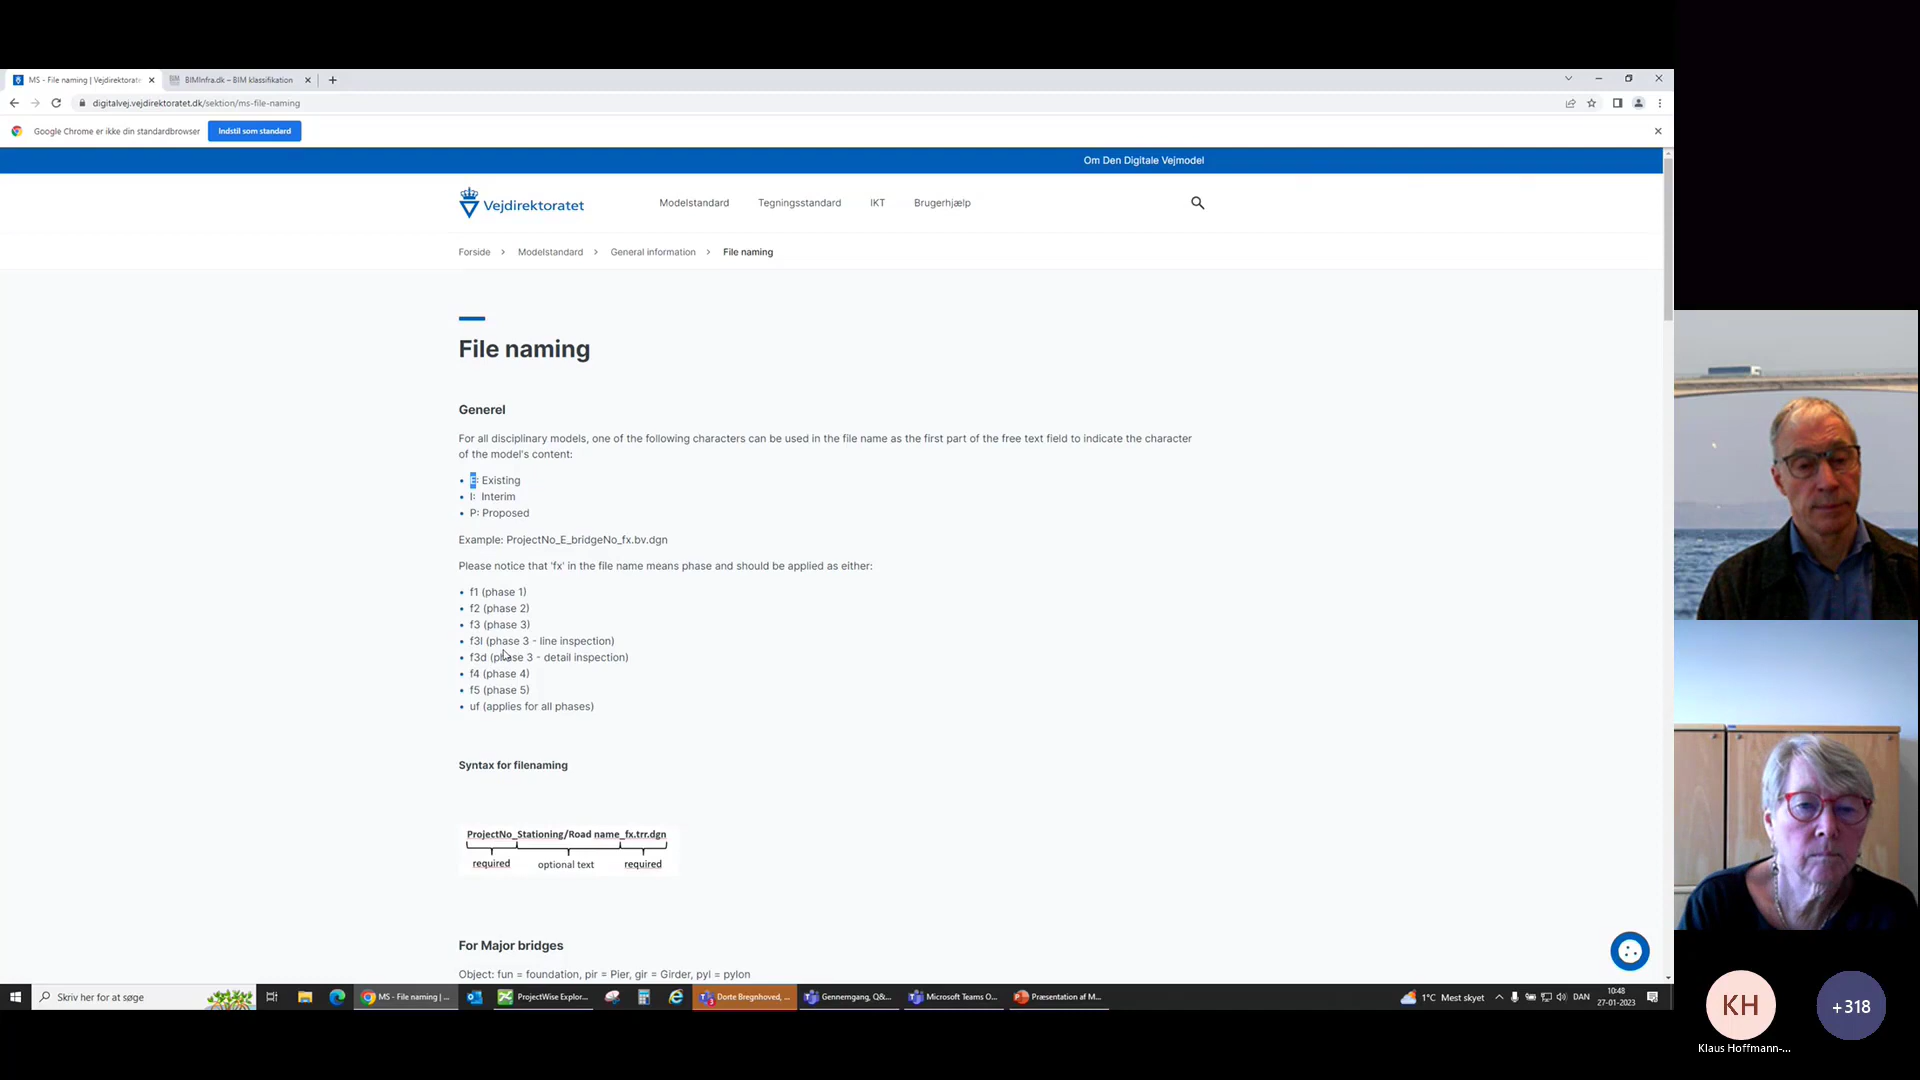 MS - File naming | Vejdirektorat
BIMInfra.dk – BIM klassifikation
digitalvej.vejdirektoratet.dk/sektion/ms-file-naming
Google Chrome er ikke din standardbrowser
Indstil som standard
Om Den Digitale Vejmodel
Vejdirektoratet
Modelstandard
Tegningsstandard
IKT
Brugerhjælp
Forside > Modelstandard > General information > File naming
File naming
Generel
For all disciplinary models, one of the following characters can be used in the file name as the first part of the free text field to indicate the character
of the model's content:
• E: Existing
• I: Interim
• P: Proposed
Example: ProjectNo_E_bridgeNo_fx.bv.dgn
Please notice that 'fx' in the file name means phase and should be applied as either:
• f1 (phase 1)
• f2 (phase 2)
• f3 (phase 3)
• f3l (phase 3 - line inspection)
• f3d (phase 3 - detail inspection)
• f4 (phase 4)
• f5 (phase 5)
• uf (applies for all phases)
Syntax for filenaming
ProjectNo_Stationing/Road name_fx.trr.dgn
required optional text required
For Major bridges
Object: fun = foundation, pir = Pier, gir = Girder, pyl = pylon
Skriv her for at søge
MS - File naming | ...
ProjectWise Explor...
Dorte Bregnhoved, ...
Gennemgang, Q&...
Microsoft Teams O...
Præsentation af M...
1°C Mest skyet
DAN
10:48
27-01-2023
KH
Klaus Hoffmann-...
+318